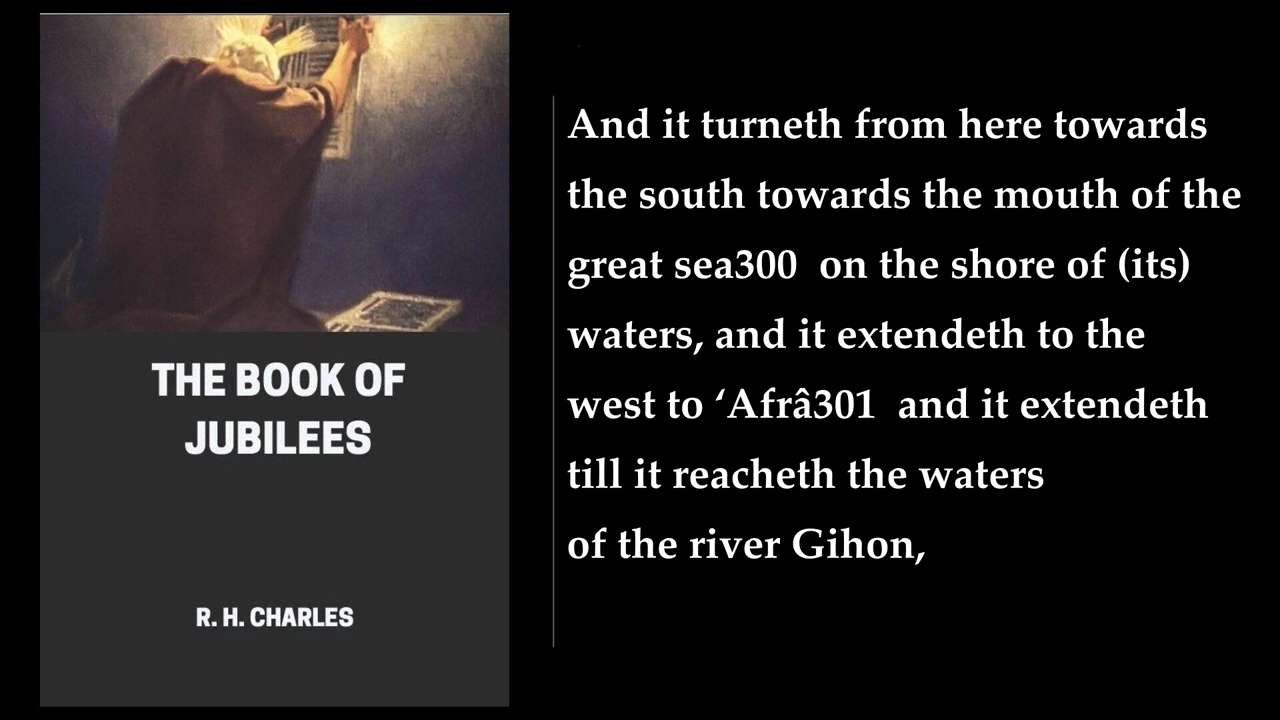 THE BOOK OF
JUBILEES
R. H. CHARLES
And it turneth from here towards
the south towards the mouth of the
great sea300  on the shore of (its)
waters, and it extendeth to the
west to ‘Afrâ301  and it extendeth
till it reacheth the waters
of the river Gihon,